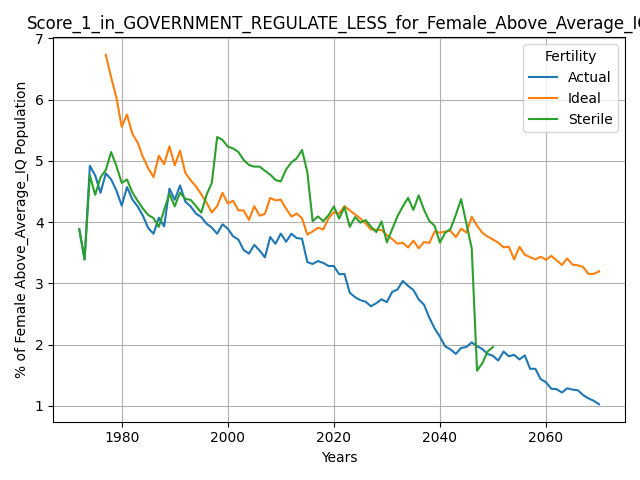 Score_1_in_GOVERNMENT_REGULATE_LESS_for_Female_Above_Average_IQ
7
6
5
4
3
2
1
% of Female Above_Average_IQ Population
1980
2000
2020
2040
2060
Years
Fertility
Actual
Ideal
Sterile